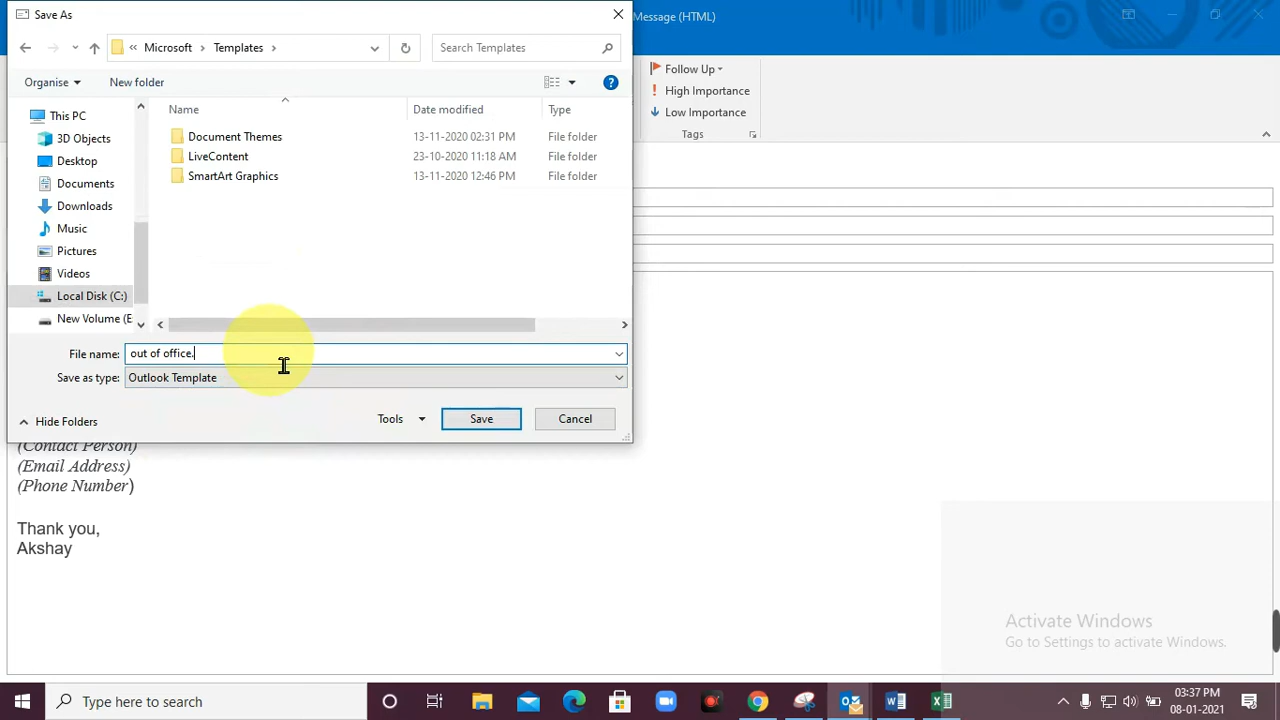 Save As
Message (HTML)
Microsoft
Templates
Search Templates
Organise
New folder
Follow Up
High Importance
Low Importance
Tags
This PC
3D Objects
Desktop
Documents
Downloads
Music
Pictures
Videos
Local Disk (C:)
New Volume (E
Name
Date modified
Type
Document Themes
13-11-2020 02:31 PM
File folder
LiveContent
23-10-2020 11:18 AM
File folder
SmartArt Graphics
13-11-2020 12:46 PM
File folder
File name:
out of office.
Save as type:
Outlook Template
Hide Folders
Tools
Save
Cancel
(Contact Person)
(Email Address)
(Phone Number)
Thank you,
Akshay
Activate Windows
Go to Settings to activate Windows.
Type here to search
03:37 PM
08-01-2021